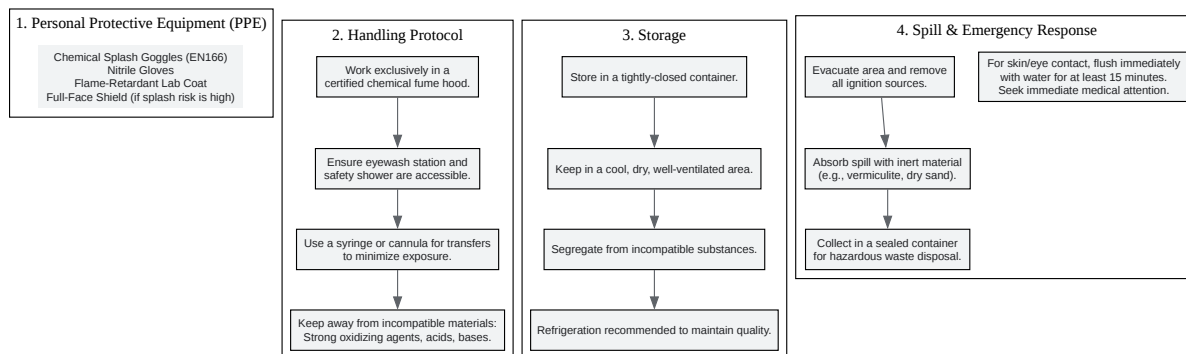 1. Personal Protective Equipment (PPE)
Chemical Splash Goggles (EN166)
Nitrile Gloves
Flame-Retardant Lab Coat
Full-Face Shield (if splash risk is high)
2. Handling Protocol
Work exclusively in a
certified chemical fume hood.
Ensure eyewash station and
safety shower are accessible.
Use a syringe or cannula for transfers
to minimize exposure.
Keep away from incompatible materials:
Strong oxidizing agents, acids, bases.
3. Storage
Store in a tightly-closed container.
Keep in a cool, dry, well-ventilated area.
Segregate from incompatible substances.
Refrigeration recommended to maintain quality.
4. Spill & Emergency Response
Evacuate area and remove
all ignition sources.
Absorb spill with inert material
(e.g., vermiculite, dry sand).
Collect in a sealed container
for hazardous waste disposal.
For skin/eye contact, flush immediately
with water for at least 15 minutes.
Seek immediate medical attention.